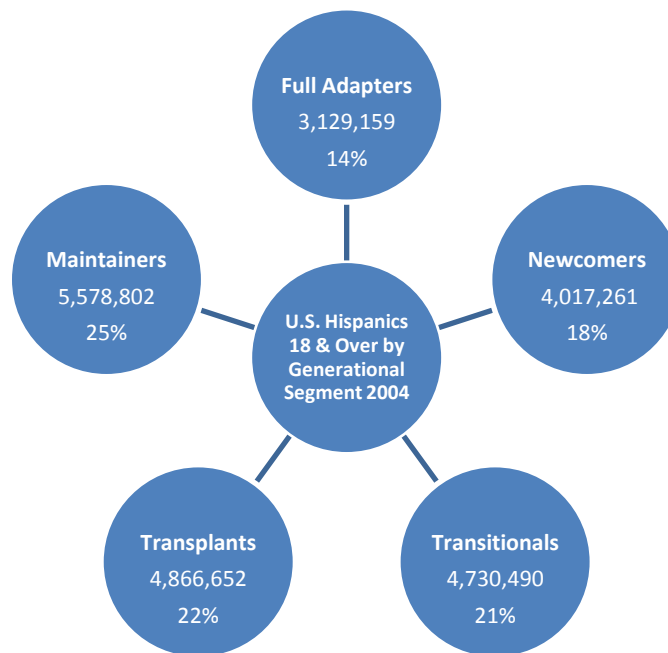 Full Adapters
3,129,159
14%
Maintainers
5,578,802
25%
Newcomers
4,017,261
18%
U.S. Hispanics
18 & Over by
Generational
Segment 2004
Transplants
4,866,652
22%
Transitionals
4,730,490
21%